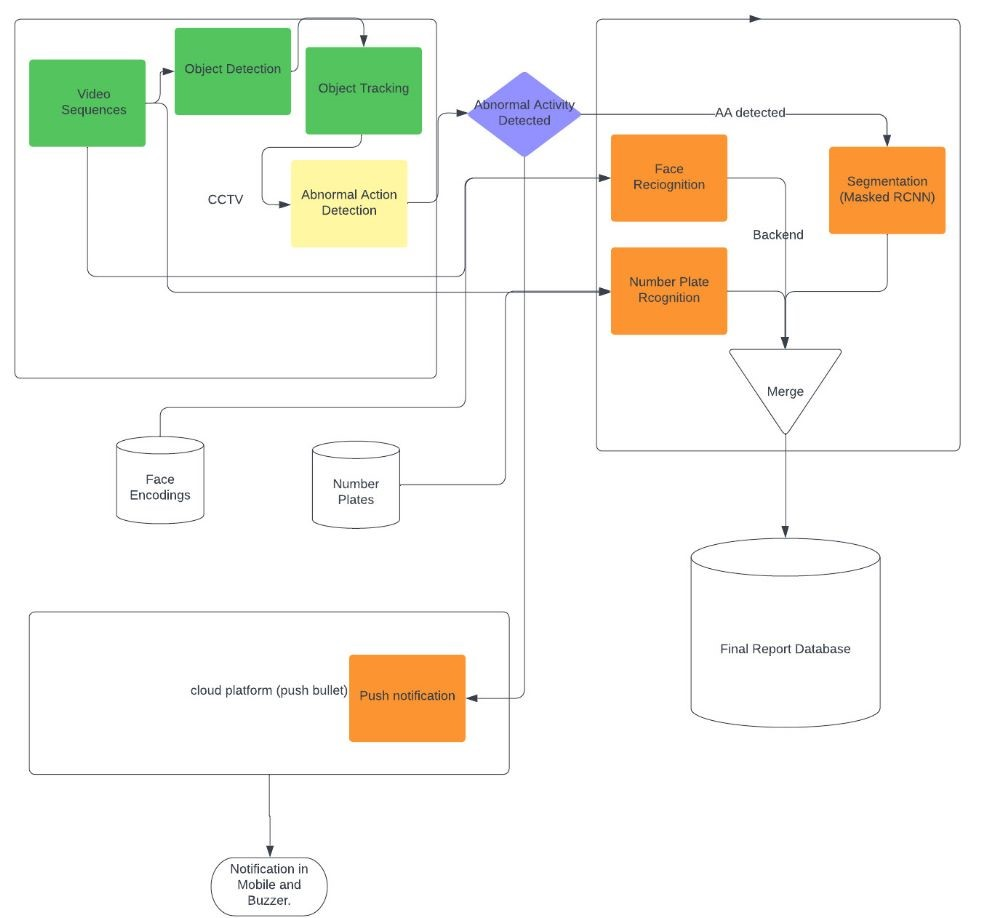 Video
Sequences
Object Detection
Object Tracking
CCTV
Abnormal Action
Detection
Abnormal Activity
Detected
AA detected
Face
Reciognition
Segmentation
(Masked RCNN)
Backend
Number Plate
Rcognition
Merge
Face
Encodings
Number
Plates
Final Report Database
cloud platform (push bullet)
Push notification
Notification in
Mobile and
Buzzer.